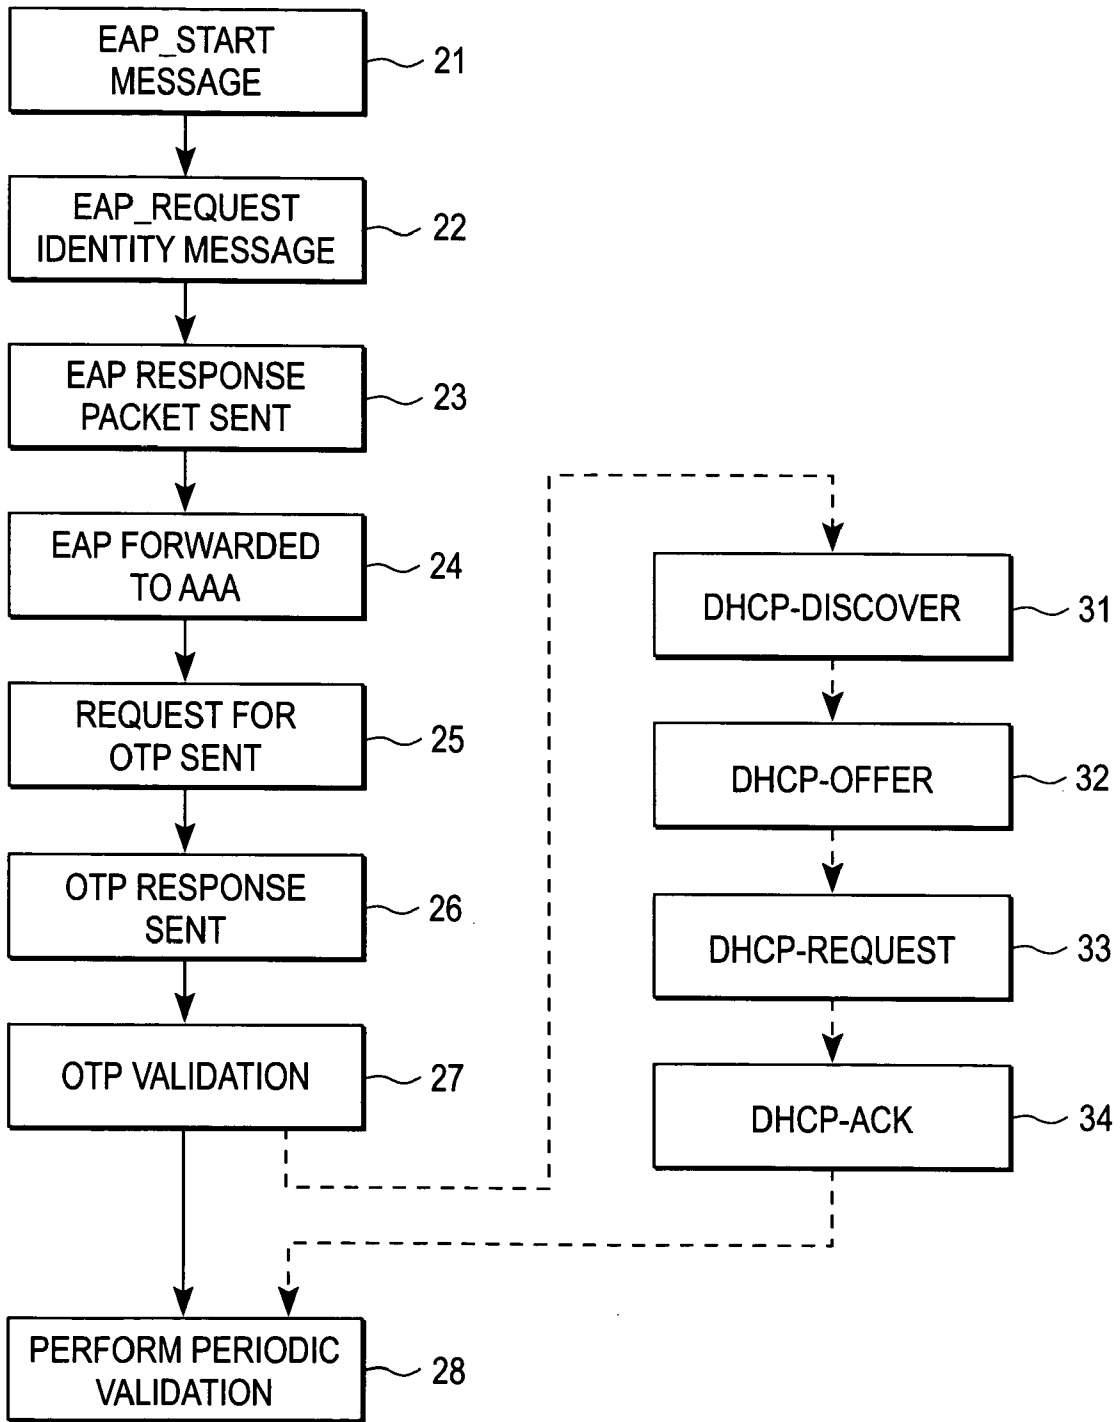 EAP_START
MESSAGE
21
EAP_REQUEST
IDENTITY MESSAGE
22
EAP RESPONSE
PACKET SENT
23
EAP FORWARDED
TO AAA
24
REQUEST FOR
OTP SENT
25
OTP RESPONSE
SENT
26
OTP VALIDATION
27
DHCP-DISCOVER
31
DHCP-OFFER
32
DHCP-REQUEST
33
DHCP-ACK
34
PERFORM PERIODIC
VALIDATION
28